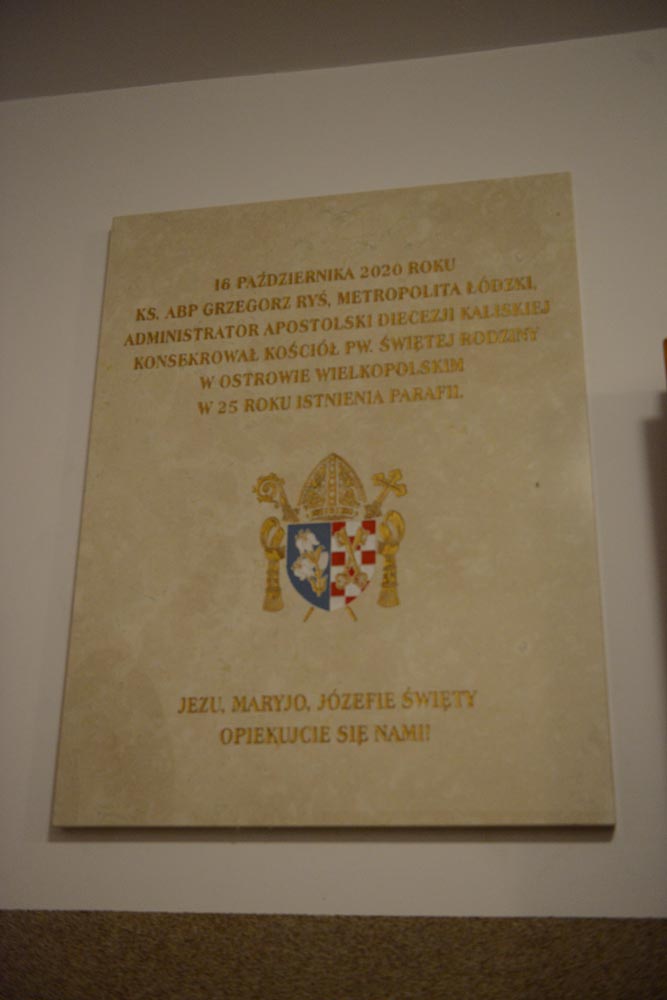 16 PAŹDZIERNIKA 2020 ROKU
KS. ABP GRZEGORZ RYŚ, METROPOLITA ŁÓDZKI,
ADMINISTRATOR APOSTOLSKI DIECEZJI KALISKIEJ
KONSEKROWAŁ KOŚCIÓŁ PW. ŚWIĘTEJ RODZINY
W OSTROWIE WIELKOPOLSKIM
W 25 ROKU ISTNIENIA PARAFII.
JEZU, MARYJO, JÓZEFIE ŚWIĘTY
OPIEKUJCIE SIĘ NAMI!